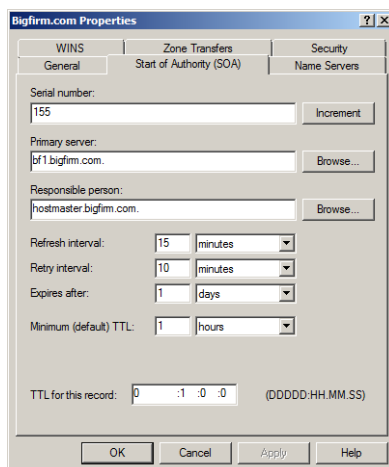 Bigfirm.com Properties
WINS Zone Transfers Security
General Start of Authority (SOA) Name Servers
Serial number:
155 Increment
Primary server:
bf1.bigfirm.com. Browse...
Responsible person:
hostmaster.bigfirm.com. Browse...
Refresh interval: 15 minutes
Retry interval: 10 minutes
Expires after: 1 days
Minimum (default) TTL: 1 hours
TTL for this record: 0 :1 :0 :0 (DDDDD:HH.MM.SS)
OK Cancel Apply Help